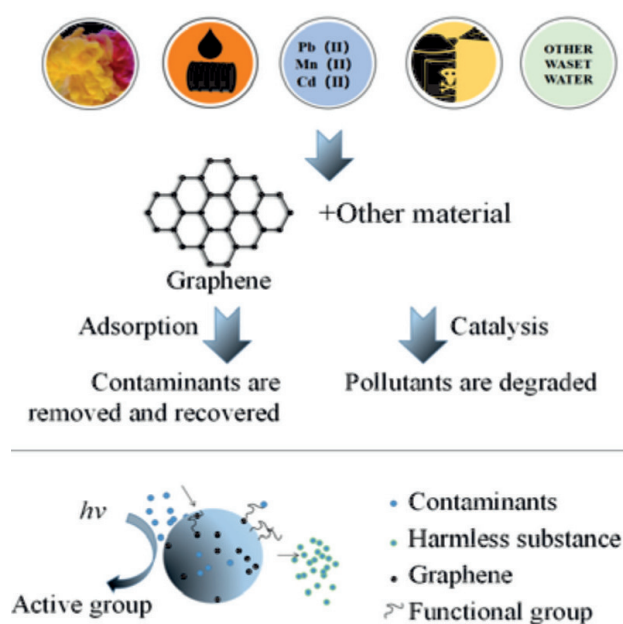 Pb (II)
Mn (II)
Cd (II)
OTHER
WASET
WATER
+Other material
Graphene
Adsorption
Catalysis
Contaminants are
removed and recovered
Pollutants are degraded
hν
Active group
Contaminants
Harmless substance
Graphene
Functional group